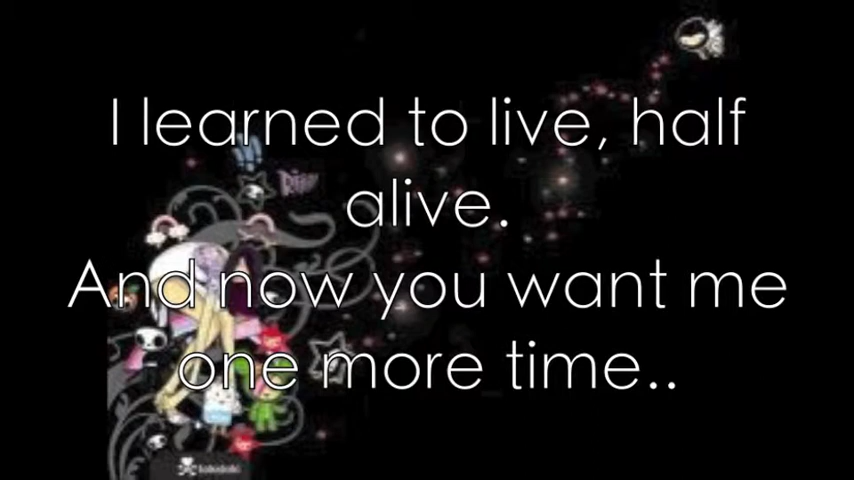 I learned to live, half
alive.
And now you want me
one more time..